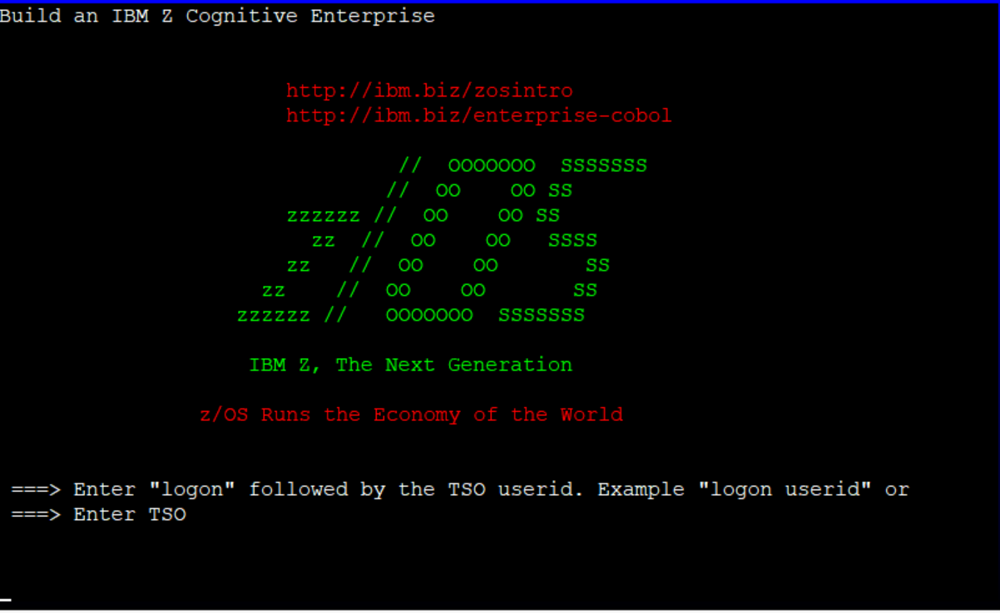 Build an IBM Z Cognitive Enterprise
http://ibm.biz/zosintro
http://ibm.biz/enterprise-cobol
// OOOOOOO SSSSSSS
// OO OO SS
zzzzzz // OO OO SS
zz // OO OO SSSS
zz // OO OO SS
zz // OO OO SS
zzzzzz // OOOOOOO SSSSSSS
IBM Z, The Next Generation
z/OS Runs the Economy of the World
===> Enter "logon" followed by the TSO userid. Example "logon userid" or
===> Enter TSO